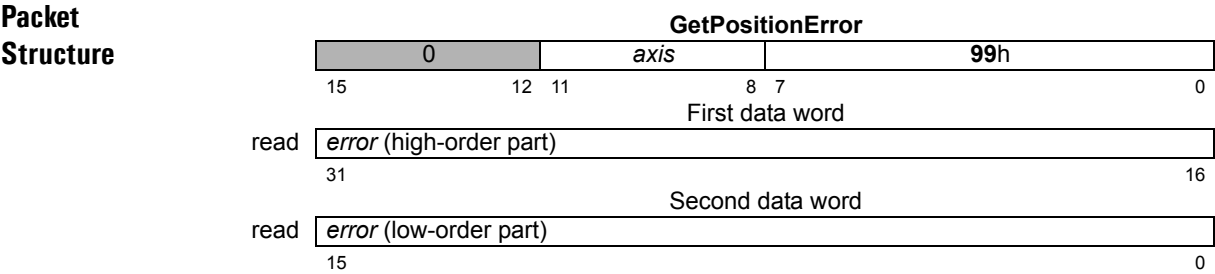 Packet
Structure
GetPositionError
0 axis 99h
15 12 11 8 7 0
First data word
read error (high-order part)
31 16
Second data word
read error (low-order part)
15 0